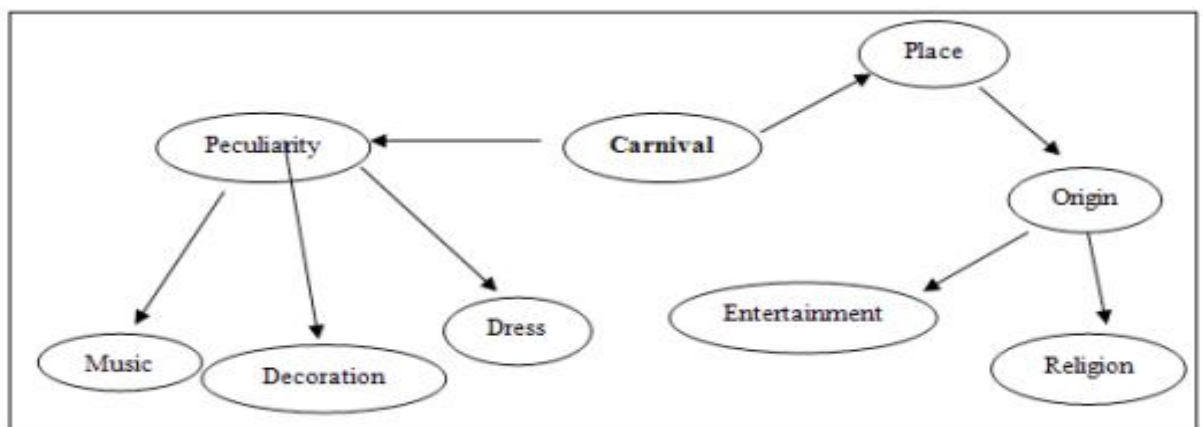 Place
Peculiarity
Carnival
Origin
Entertainment
Dress
Music
Decoration
Religion